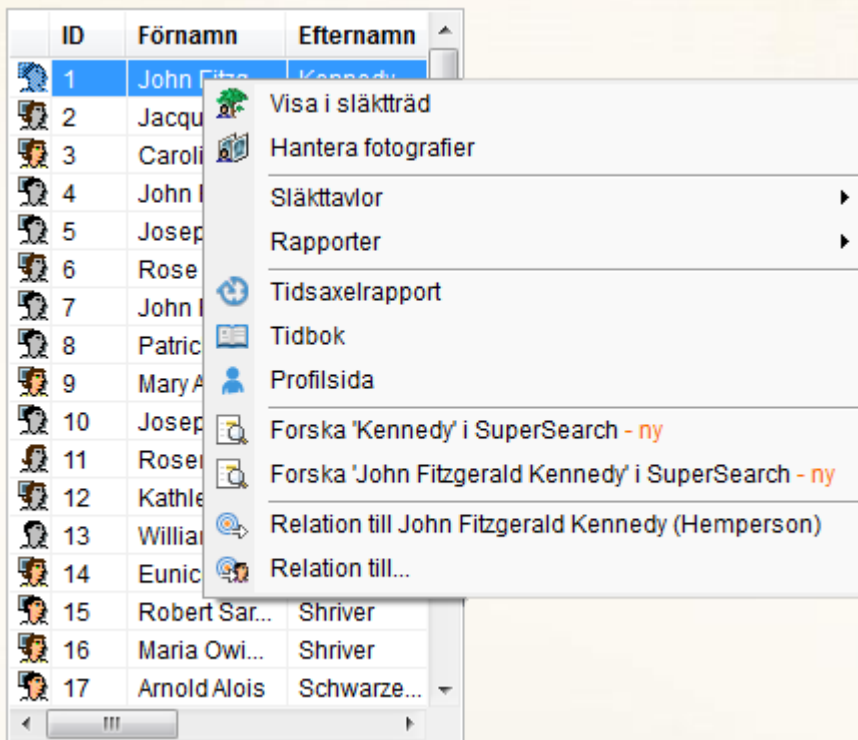 ID Förnamn Efternamn
1 John Fitzg... Kennedy
2 Jacqu
3 Caroli
4 John
5 Josep
6 Rose
7 John
8 Patric
9 Mary A
10 Josep
11 Roser
12 Kathle
13 Willia
14 Eunic
15 Robert Sar... Shriver
16 Maria Owi... Shriver
17 Arnold Alois Schwarze...
Visa i släktträd
Hantera fotografier
Släkttavlor
Rapporter
Tidsaxelrapport
Tidbok
Profilsida
Forska 'Kennedy' i SuperSearch - ny
Forska 'John Fitzgerald Kennedy' i SuperSearch - ny
Relation till John Fitzgerald Kennedy (Hemperson)
Relation till...